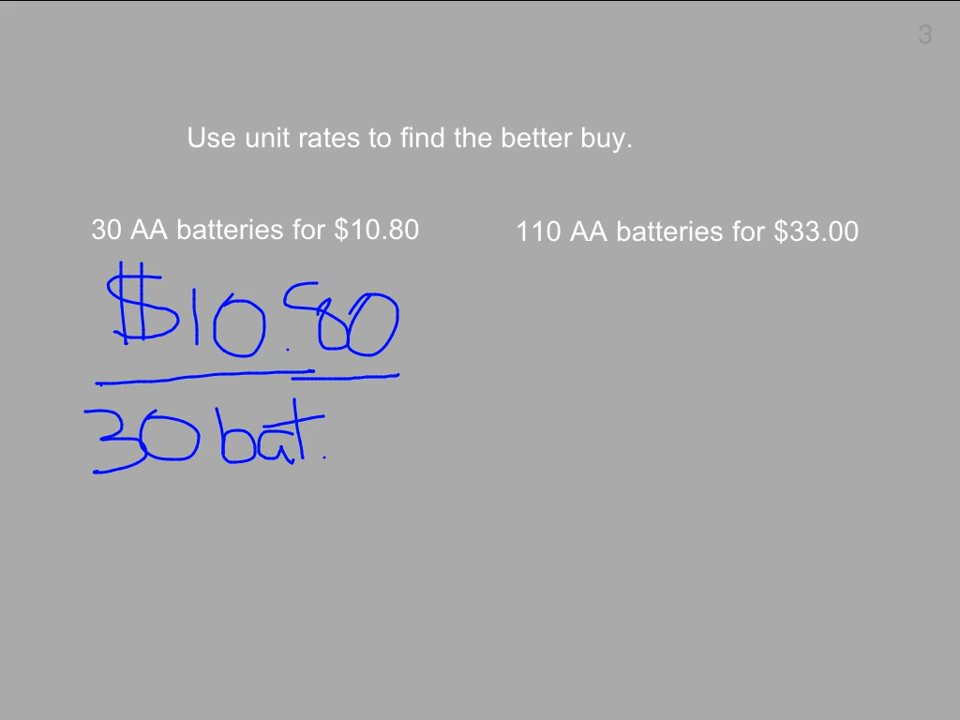 3
Use unit rates to find the better buy.
30 AA batteries for $10.80
110 AA batteries for $33.00
$10.80
30 bat.